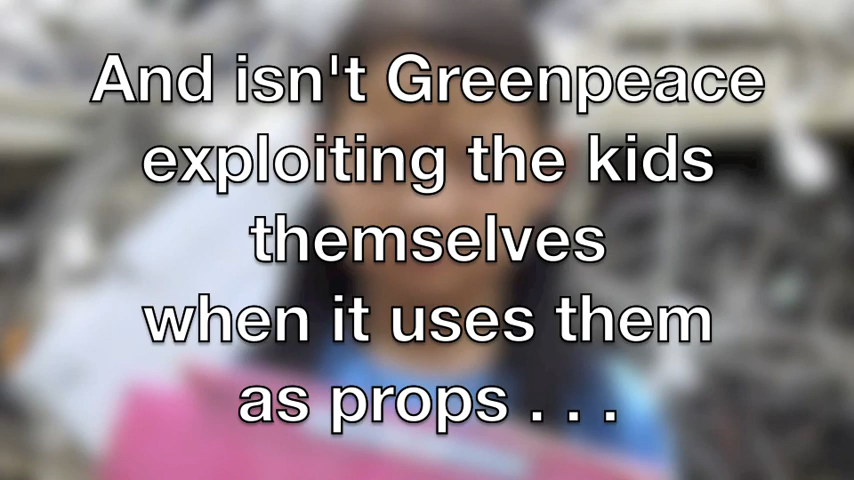 And isn't Greenpeace
exploiting the kids
themselves
when it uses them
as props . . .